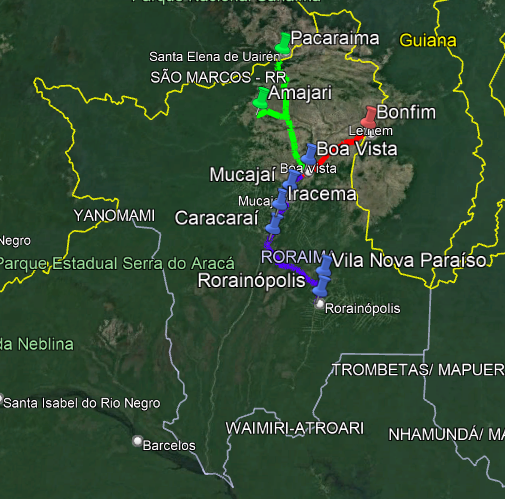 Parque Nacional Canaima
Pacaraima
Guiana
Santa Elena de Uairén
SÃO MARCOS - RR
Amajari
Bonfim
Lethem
Boa Vista
Boa Vista
Mucajaí
Iracema
Mucaj
YANOMAMI
Caracaraí
Negro
Parque Estadual Serra do Aracá
RORAIMA
Vila Nova Paraíso
Rorainópolis
Rorainópolis
da Neblina
TROMBETAS/ MAPUER
Santa Isabel do Rio Negro
WAIMIRI-ATROARI
NHAMUNDÁ/ MA
Barcelos